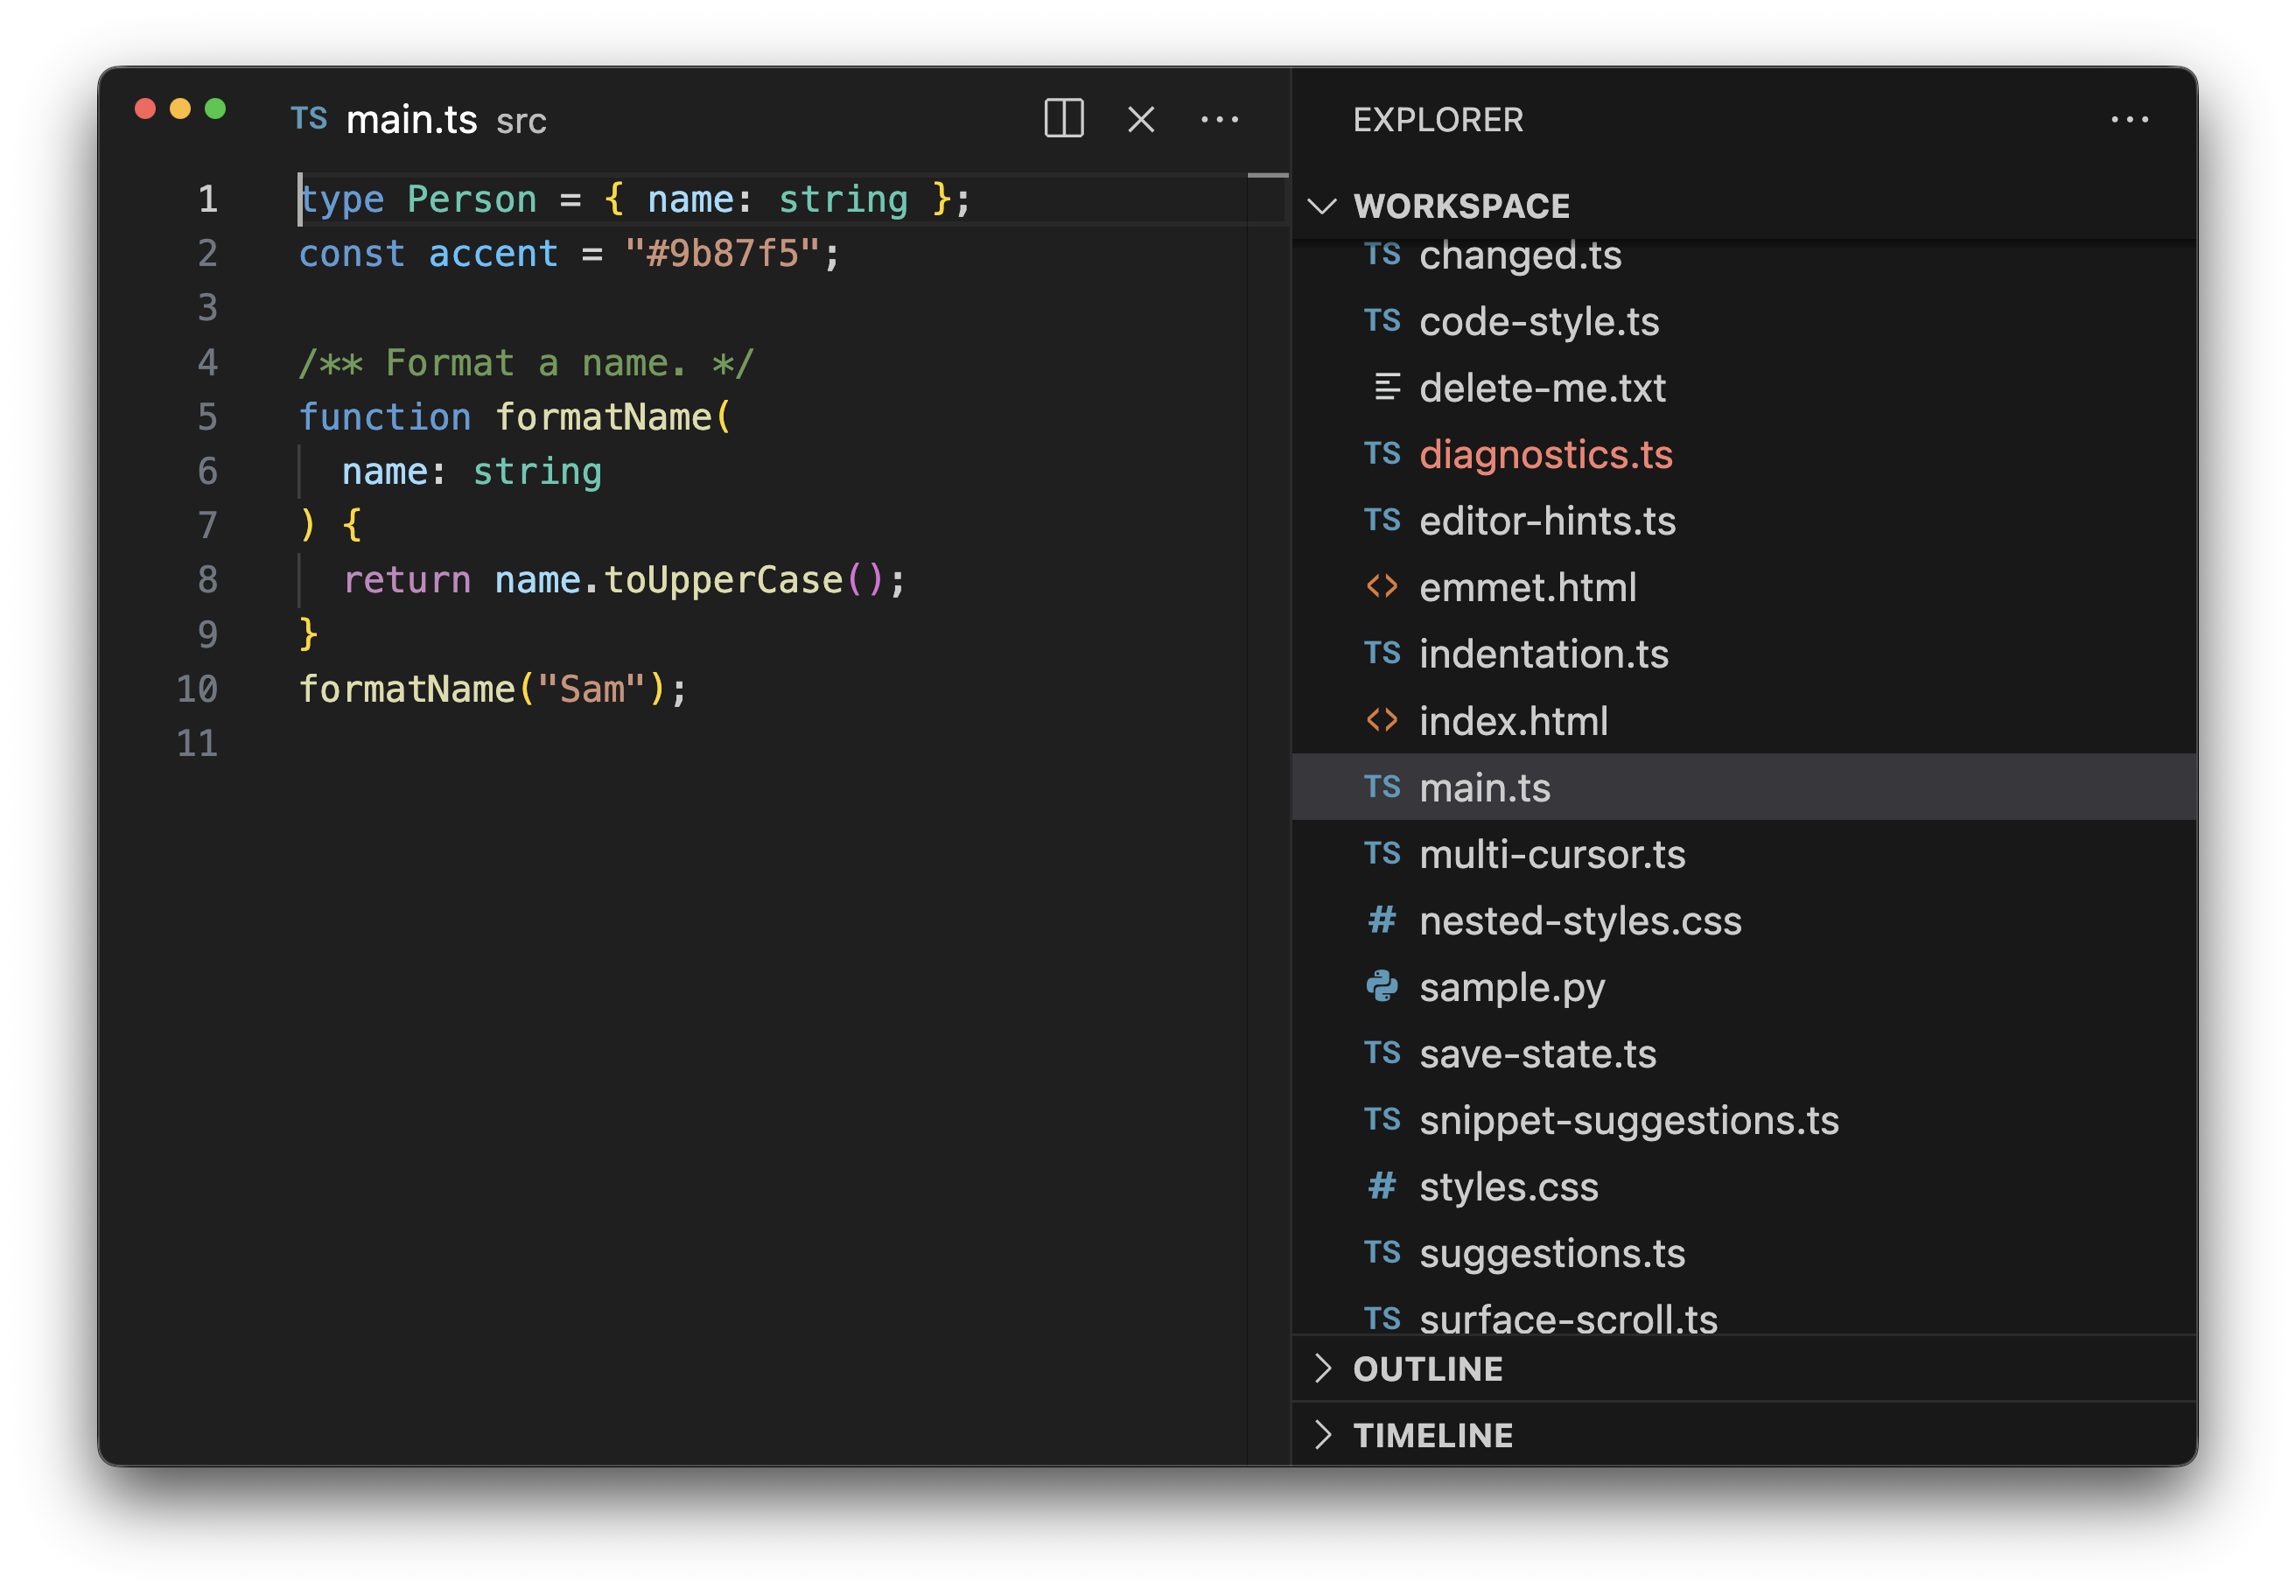 TS main.ts src
1 type Person = { name: string };
2 const accent = "#9b87f5";
3
4 /** Format a name. */
5 function formatName(
6   name: string
7 ) {
8   return name.toUpperCase();
9 }
10 formatName("Sam");
11
EXPLORER
WORKSPACE
TS changed.ts
TS code-style.ts
delete-me.txt
TS diagnostics.ts
TS editor-hints.ts
<> emmet.html
TS indentation.ts
<> index.html
TS main.ts
TS multi-cursor.ts
# nested-styles.css
sample.py
TS save-state.ts
TS snippet-suggestions.ts
# styles.css
TS suggestions.ts
TS surface-scroll.ts
OUTLINE
TIMELINE